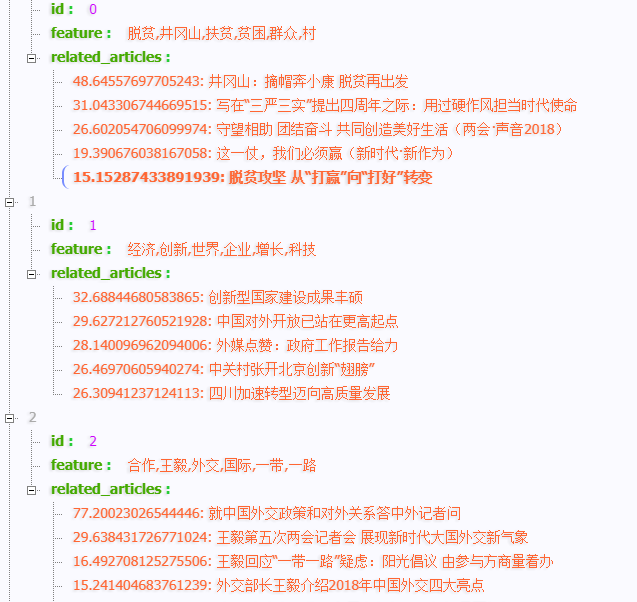 id : 0
feature : 脱贫,井冈山,扶贫,贫困,群众,村
related_articles :
48.64557697705243: 井冈山：摘帽奔小康 脱贫再出发
31.043306744669515: 写在“三严三实”提出四周年之际：用过硬作风担当时代使命
26.602054706099974: 守望相助 团结奋斗 共同创造美好生活（两会·声音2018）
19.390676038167058: 这一仗，我们必须赢（新时代·新作为）
15.15287433891939: 脱贫攻坚 从“打赢”向“打好”转变
1
id : 1
feature : 经济,创新,世界,企业,增长,科技
related_articles :
32.68844680583865: 创新型国家建设成果丰硕
29.627212760521928: 中国对外开放已站在更高起点
28.140096962094006: 外媒点赞：政府工作报告给力
26.46970605940274: 中关村张开北京创新“翅膀”
26.30941237124113: 四川加速转型迈向高质量发展
2
id : 2
feature : 合作,王毅,外交,国际,一带,一路
related_articles :
77.20023026544446: 就中国外交政策和对外关系答中外记者问
29.638431726771024: 王毅第五次两会记者会 展现新时代大国外交新气象
16.492708125275506: 王毅回应“一带一路”疑虑：阳光倡议 由参与方商量着办
15.241404683761239: 外交部长王毅介绍2018年中国外交四大亮点